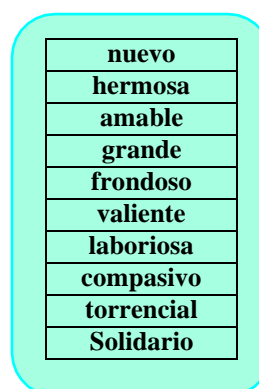 nuevo
hermosa
amable
grande
frondoso
valiente
laboriosa
compasivo
torrencial
Solidario